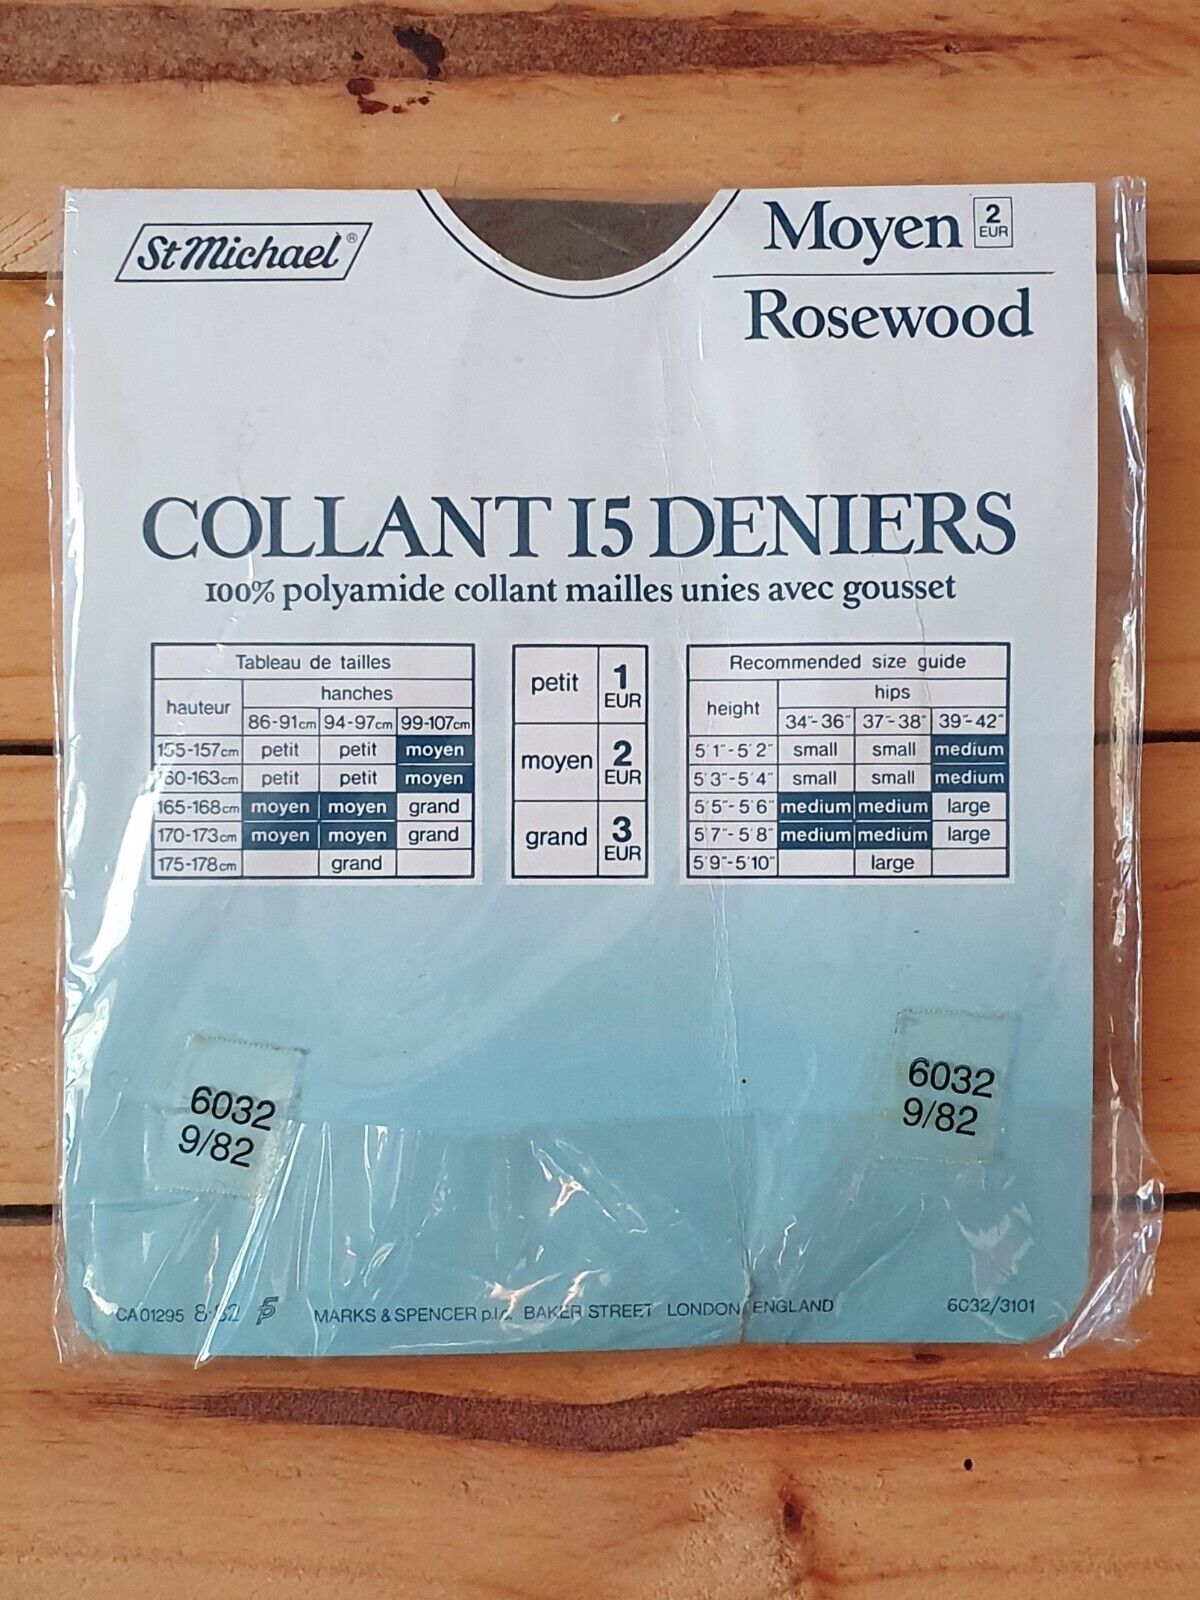 St Michael®
Moyen 2 EUR
Rosewood
COLLANT 15 DENIERS
100% polyamide collant mailles unies avec gousset
Tableau de tailles
hauteur hanches
86-91cm 94-97cm 99-107cm
155-157cm petit petit moyen
160-163cm petit petit moyen
165-168cm moyen moyen grand
170-173cm moyen moyen grand
175-178cm grand
petit 1 EUR
moyen 2 EUR
grand 3 EUR
Recommended size guide
height hips
34"-36" 37"-38" 39"-42"
5'1"-5'2" small small medium
5'3"-5'4" small small medium
5'5"-5'6" medium medium large
5'7"-5'8" medium medium large
5'9"-5'10" large
6032
9/82
6032
9/82
CA01295 8·82 MARKS & SPENCER p.l.c. BAKER STREET LONDON ENGLAND 6032/3101